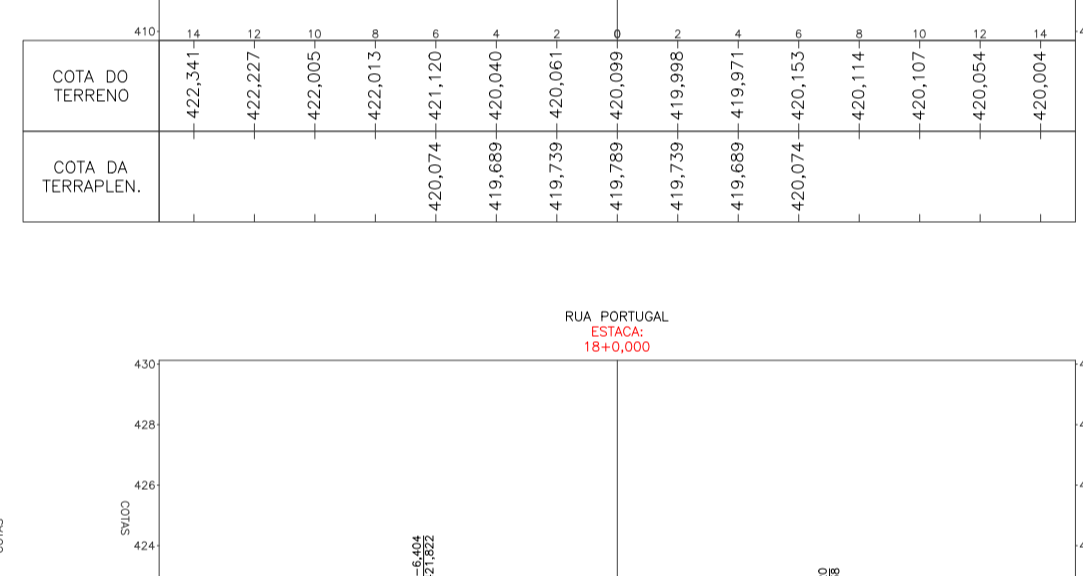 410
14 12 10 8 6 4 2 0 2 4 6 8 10 12 14
COTA DO
TERRENO
422,341 422,227 422,005 422,013 421,120 420,040 420,061 420,099 419,998 419,971 420,153 420,114 420,107 420,054 420,004
COTA DA
TERRAPLEN.
420,074 419,689 419,739 419,789 419,739 419,689 420,074
RUA PORTUGAL
ESTACA:
18+0,000
430
428
426
COTAS
424
-6,404
21,822